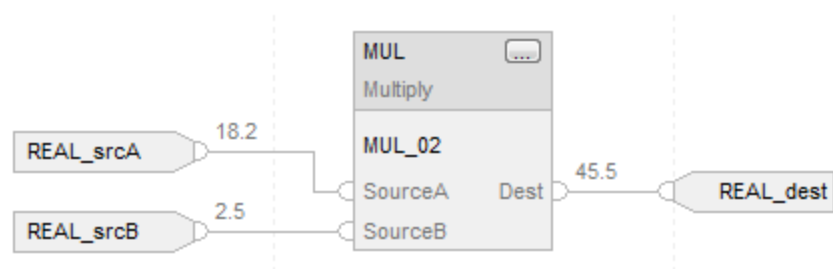 MUL
...
Multiply
18.2
REAL_srcA
MUL_02
45.5
SourceA
Dest
REAL_dest
2.5
REAL_srcB
SourceB